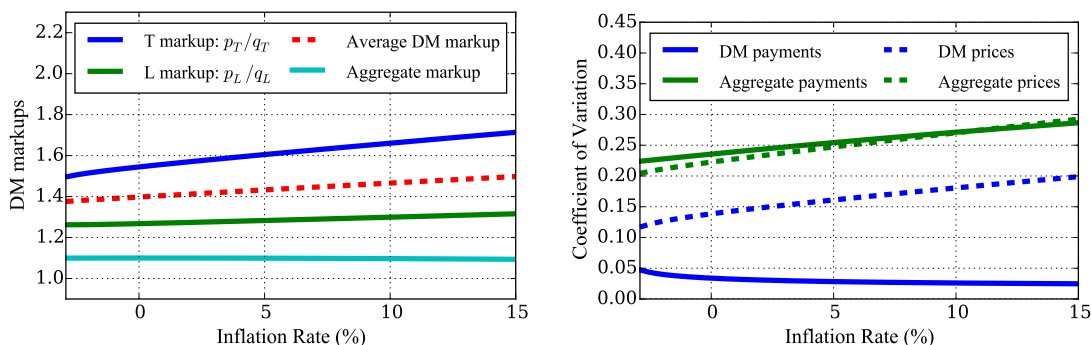 2.2
2.0
1.8
1.6
1.4
1.2
1.0
DM markups
T markup: p_T/q_T
Average DM markup
L markup: p_L/q_L
Aggregate markup
0 5 10 15
Inflation Rate (%)
0.45
0.40
0.35
0.30
0.25
0.20
0.15
0.10
0.05
0.00
Coefficient of Variation
DM payments
DM prices
Aggregate payments
Aggregate prices
0 5 10 15
Inflation Rate (%)